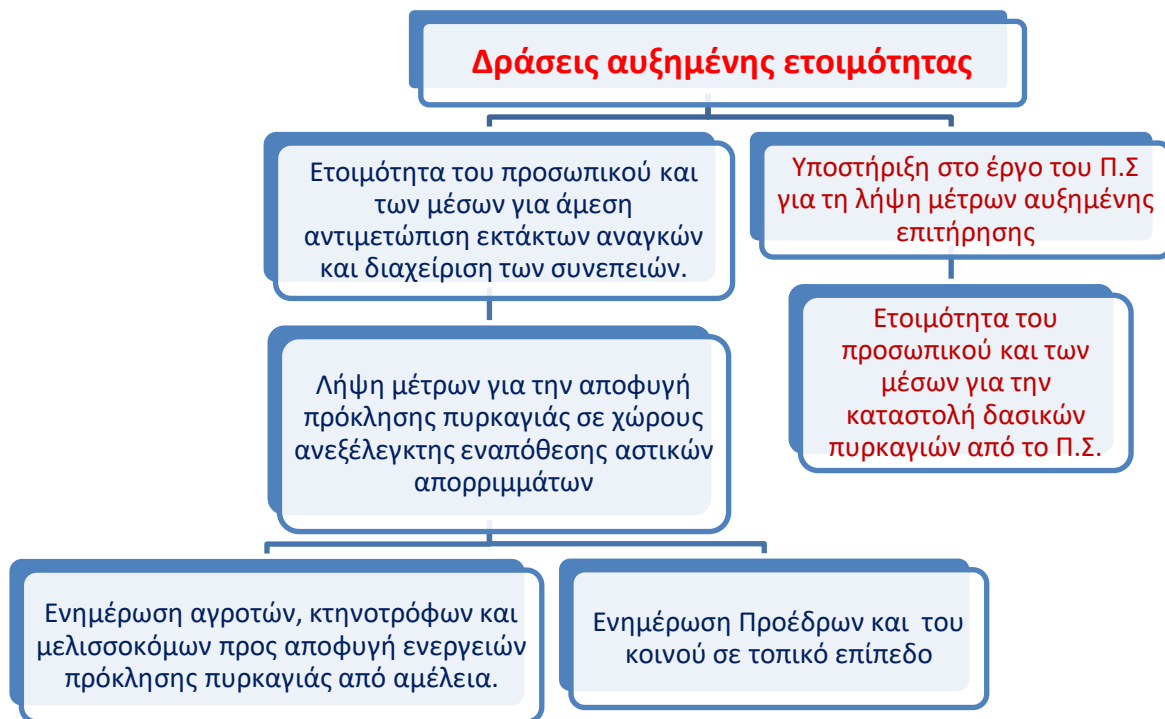 Δράσεις αυξημένης ετοιμότητας
Ετοιμότητα του προσωπικού και
των μέσων για άμεση
αντιμετώπιση εκτάκτων αναγκών
και διαχείριση των συνεπειών.
Υποστήριξη στο έργο του Π.Σ
για τη λήψη μέτρων αυξημένης
επιτήρησης
Λήψη μέτρων για την αποφυγή
πρόκλησης πυρκαγιάς σε χώρους
ανεξέλεγκτης εναπόθεσης αστικών
απορριμμάτων
Ετοιμότητα του
προσωπικού και των
μέσων για την
καταστολή δασικών
πυρκαγιών από το Π.Σ.
Ενημέρωση αγροτών, κτηνοτρόφων και
μελισσοκόμων προς αποφυγή ενεργειών
πρόκλησης πυρκαγιάς από αμέλεια.
Ενημέρωση Προέδρων και του
κοινού σε τοπικό επίπεδο